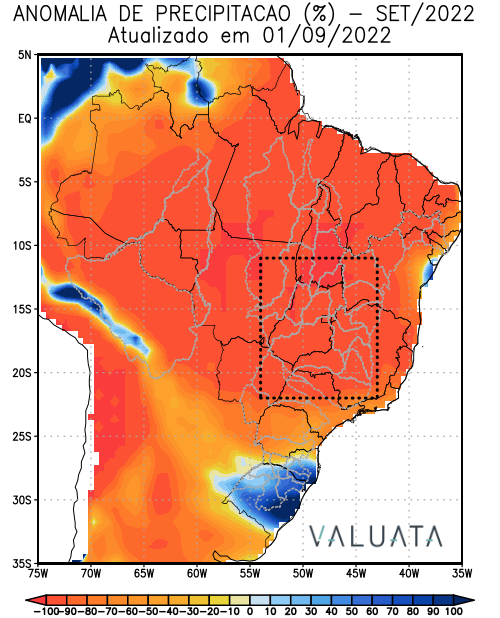 ANOMALIA DE PRECIPITACAO (%) – SET/2022
Atualizado em 01/09/2022
5N
EQ
5S
10S
15S
20S
25S
30S
35S
VALUATA
75W 70W 65W 60W 55W 50W 45W 40W 35W
-100 -90 -80 -70 -60 -50 -40 -30 -20 -10 0 10 20 30 40 50 60 70 80 90 100